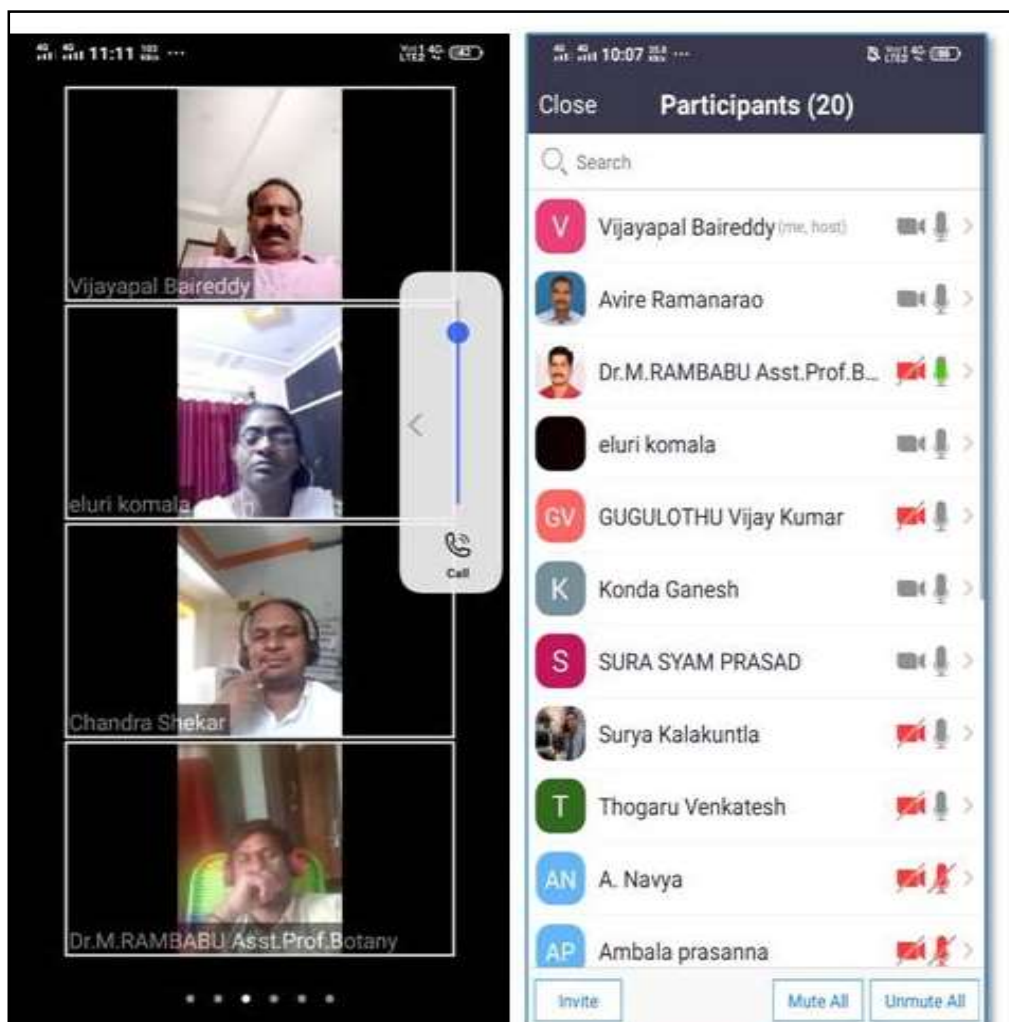 11:11
Vijayapal Baireddy
eluri komala
Call
Chandra Shekar
Dr.M.RAMBABU Asst.Prof.Botany
10:07
Close Participants (20)
Search
V Vijayapal Baireddy (me, host)
Avire Ramanarao
Dr.M.RAMBABU Asst.Prof.B...
eluri komala
GV GUGULOTHU Vijay Kumar
K Konda Ganesh
S SURA SYAM PRASAD
Surya Kalakuntla
T Thogaru Venkatesh
AN A. Navya
AP Ambala prasanna
Invite Mute All Unmute All